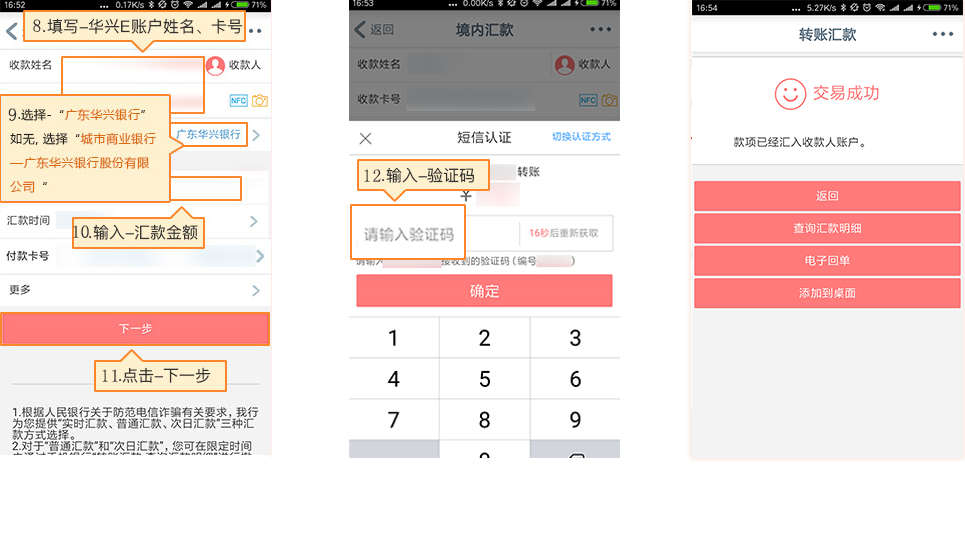 16:52
0.17K/s
71%
8.填写-华兴E账户姓名、卡号
收款姓名
收款人
NFC
9.选择-“广东华兴银行”
如无, 选择“城市商业银行
—广东华兴银行股份有限
公司 “
广东华兴银行
汇款时间
10.输入-汇款金额
付款卡号
更多
下一步
11.点击-下一步
1.根据人民银行关于防范电信诈骗有关要求，我行
为您提供“实时汇款、普通汇款、次日汇款”三种汇
款方式选择。
2.对于“普通汇款”和“次日汇款”，您可在限定时间
16:53
0.00K/s
71%
返回
境内汇款
收款姓名
收款人
收款卡号
NFC
短信认证
切换认证方式
转账
12.输入-验证码
¥
请输入验证码
16秒后重新获取
请输入
接收到的验证码（编号
）
确定
1 2 3
4 5 6
7 8 9
16:54
5.27K/s
71%
转账汇款
交易成功
款项已经汇入收款人账户。
返回
查询汇款明细
电子回单
添加到桌面